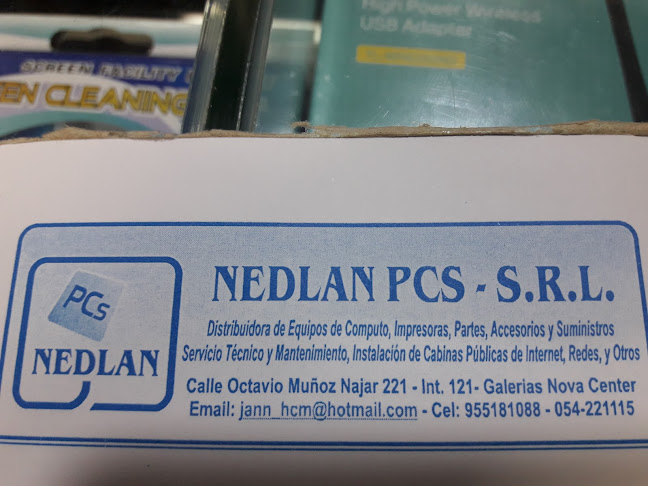 High Power Wireless
USB Adapter
SCREEN FACILITY
EN CLEANING
PCs
NEDLAN
NEDLAN PCS - S.R.L.
Distribuidora de Equipos de Computo, Impresoras, Partes, Accesorios y Suministros
Servicio Técnico y Mantenimiento, Instalación de Cabinas Públicas de Internet, Redes, y Otros
Calle Octavio Muñoz Najar 221 - Int. 121- Galerias Nova Center
Email: jann_hcm@hotmail.com - Cel: 955181088 - 054-221115